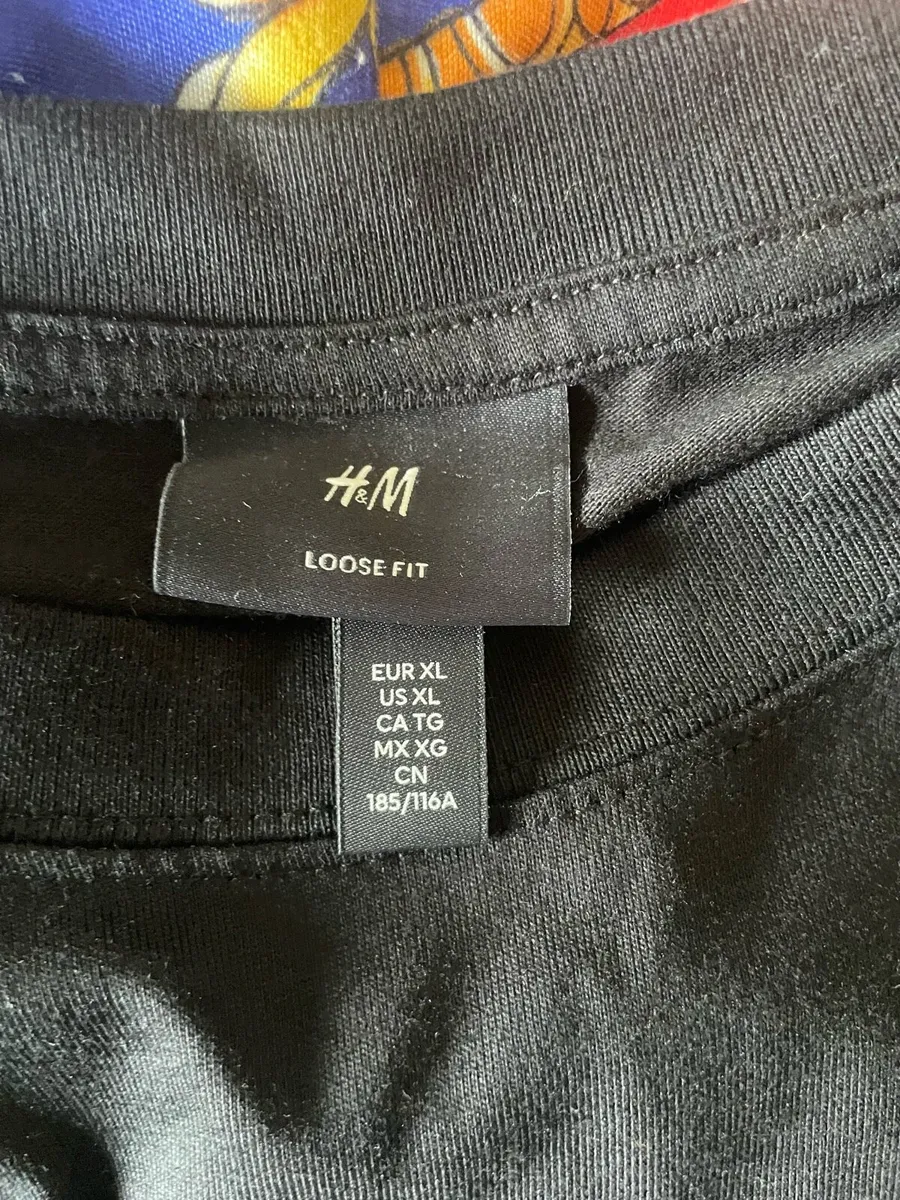 H&M
LOOSE FIT
EUR XL
US XL
CA TG
MX XG
CN
185/116A